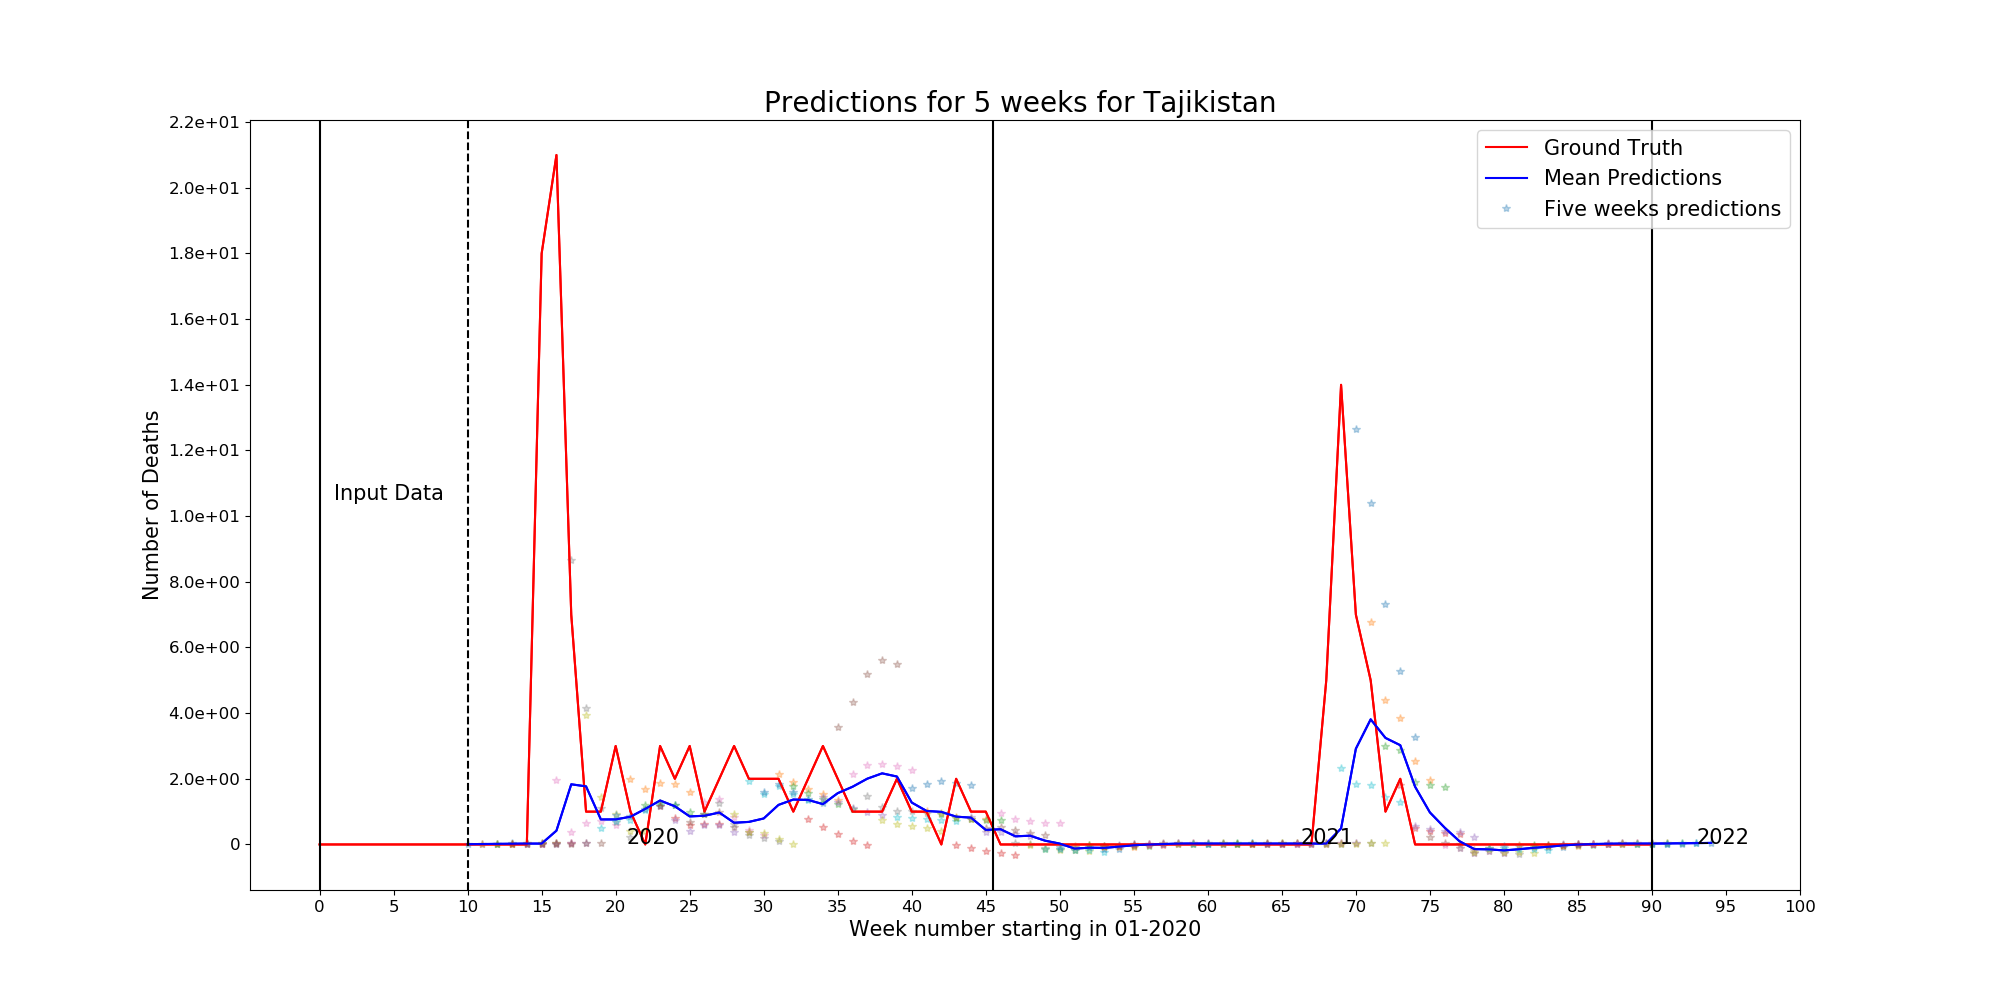 Predictions for 5 weeks for Tajikistan
2.2e+01
2.0e+01
1.8e+01
1.6e+01
1.4e+01
1.2e+01
1.0e+01
8.0e+00
6.0e+00
4.0e+00
2.0e+00
0
Number of Deaths
Ground Truth
Mean Predictions
Five weeks predictions
Input Data
2020
2021
2022
0 5 10 15 20 25 30 35 40 45 50 55 60 65 70 75 80 85 90 95 100
Week number starting in 01-2020